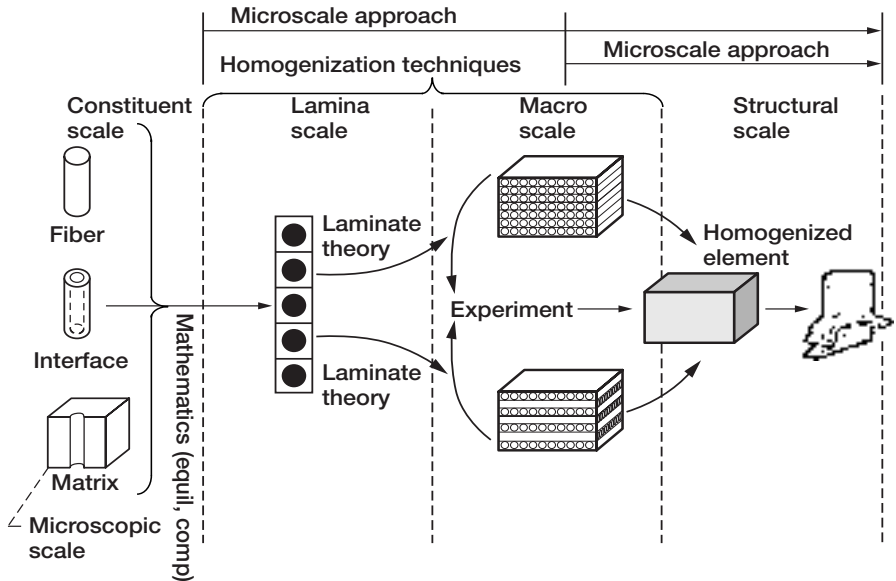 Microscale approach
Microscale approach
Homogenization techniques
Constituent
scale
Lamina
scale
Macro
scale
Structural
scale
Fiber
Laminate
theory
Homogenized
element
Experiment
Interface
Laminate
theory
Matrix
Microscopic
scale
Mathematics (equil, comp)